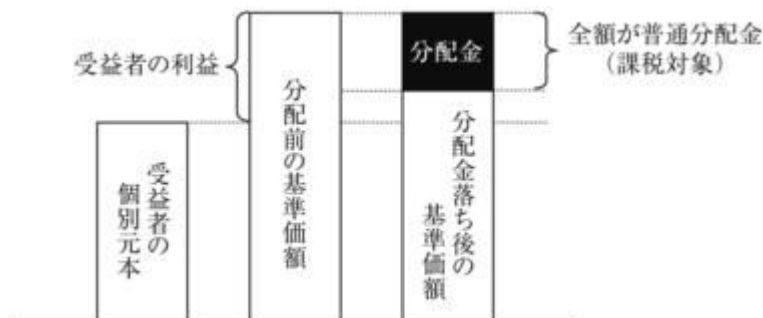 受益者の利益
受益者の
個別元本
分配前の基準価額
分配金
分配金落ち後の
基準価額
全額が普通分配金
（課税対象）